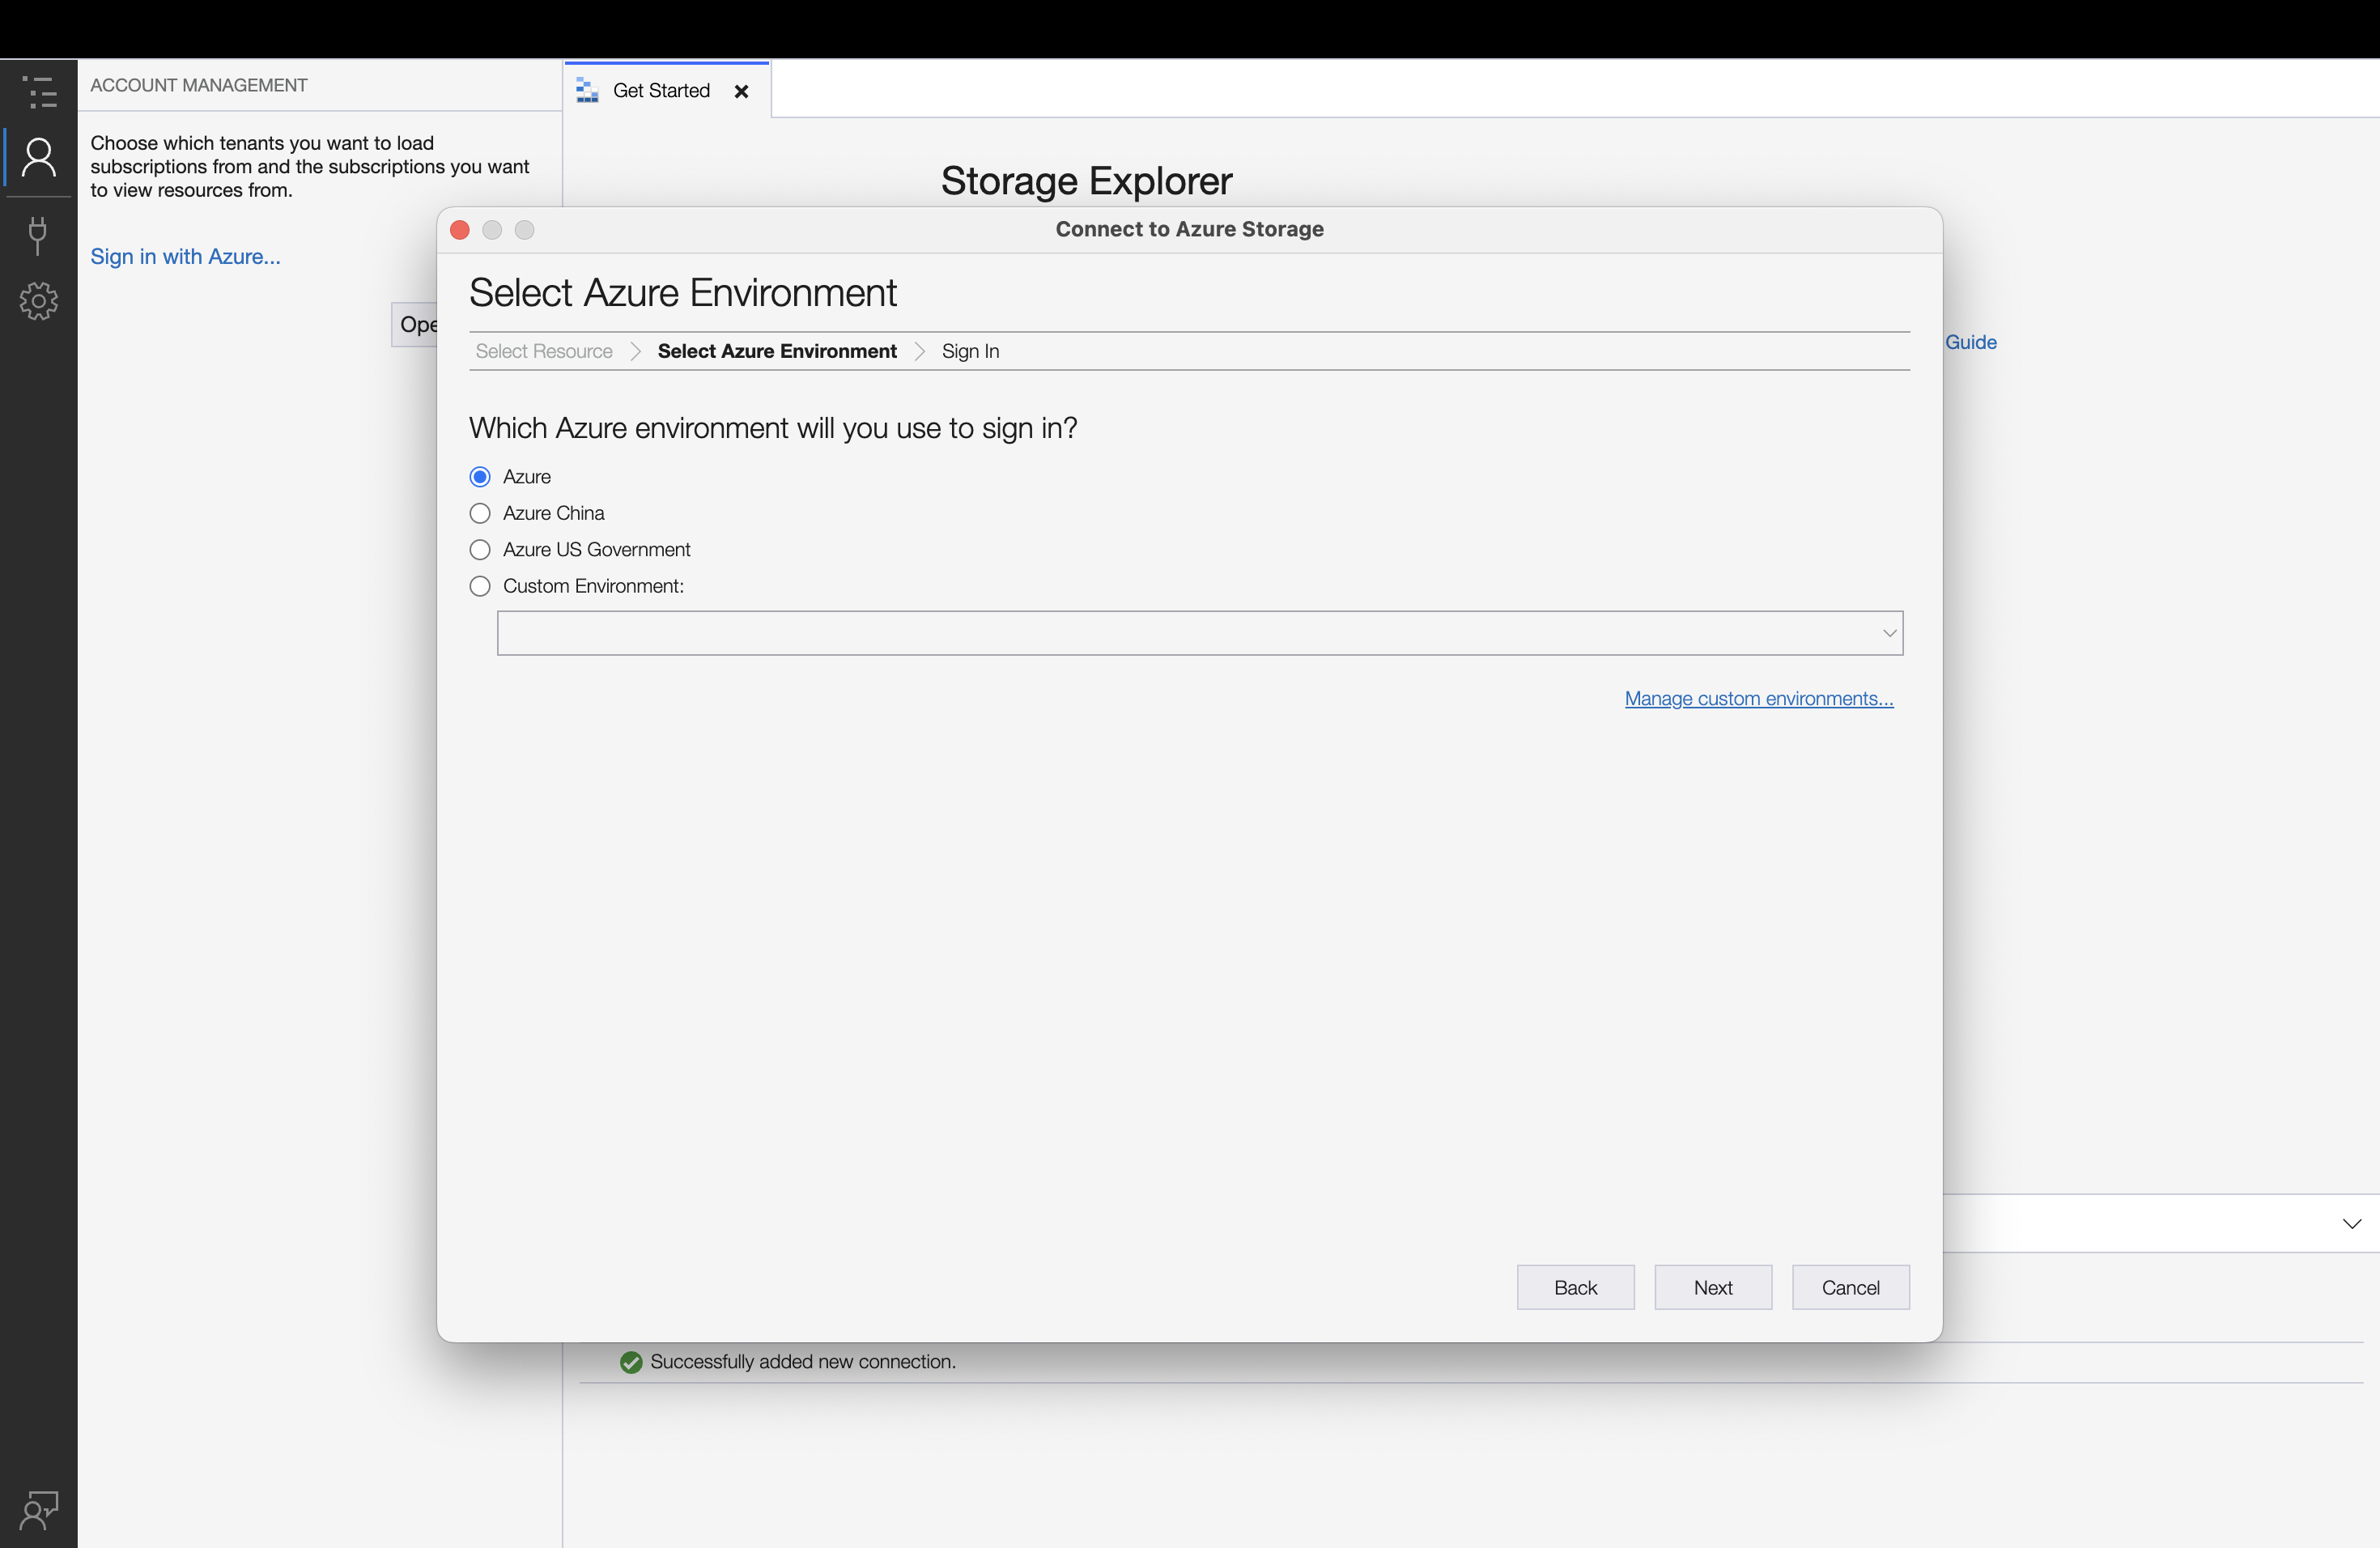 ACCOUNT MANAGEMENT
Choose which tenants you want to load
subscriptions from and the subscriptions you want
to view resources from.
Sign in with Azure...
Get Started
Storage Explorer
Guide
Connect to Azure Storage
Select Azure Environment
Select Resource
Select Azure Environment
Sign In
Which Azure environment will you use to sign in?
Azure
Azure China
Azure US Government
Custom Environment:
Manage custom environments...
Back
Next
Cancel
Successfully added new connection.